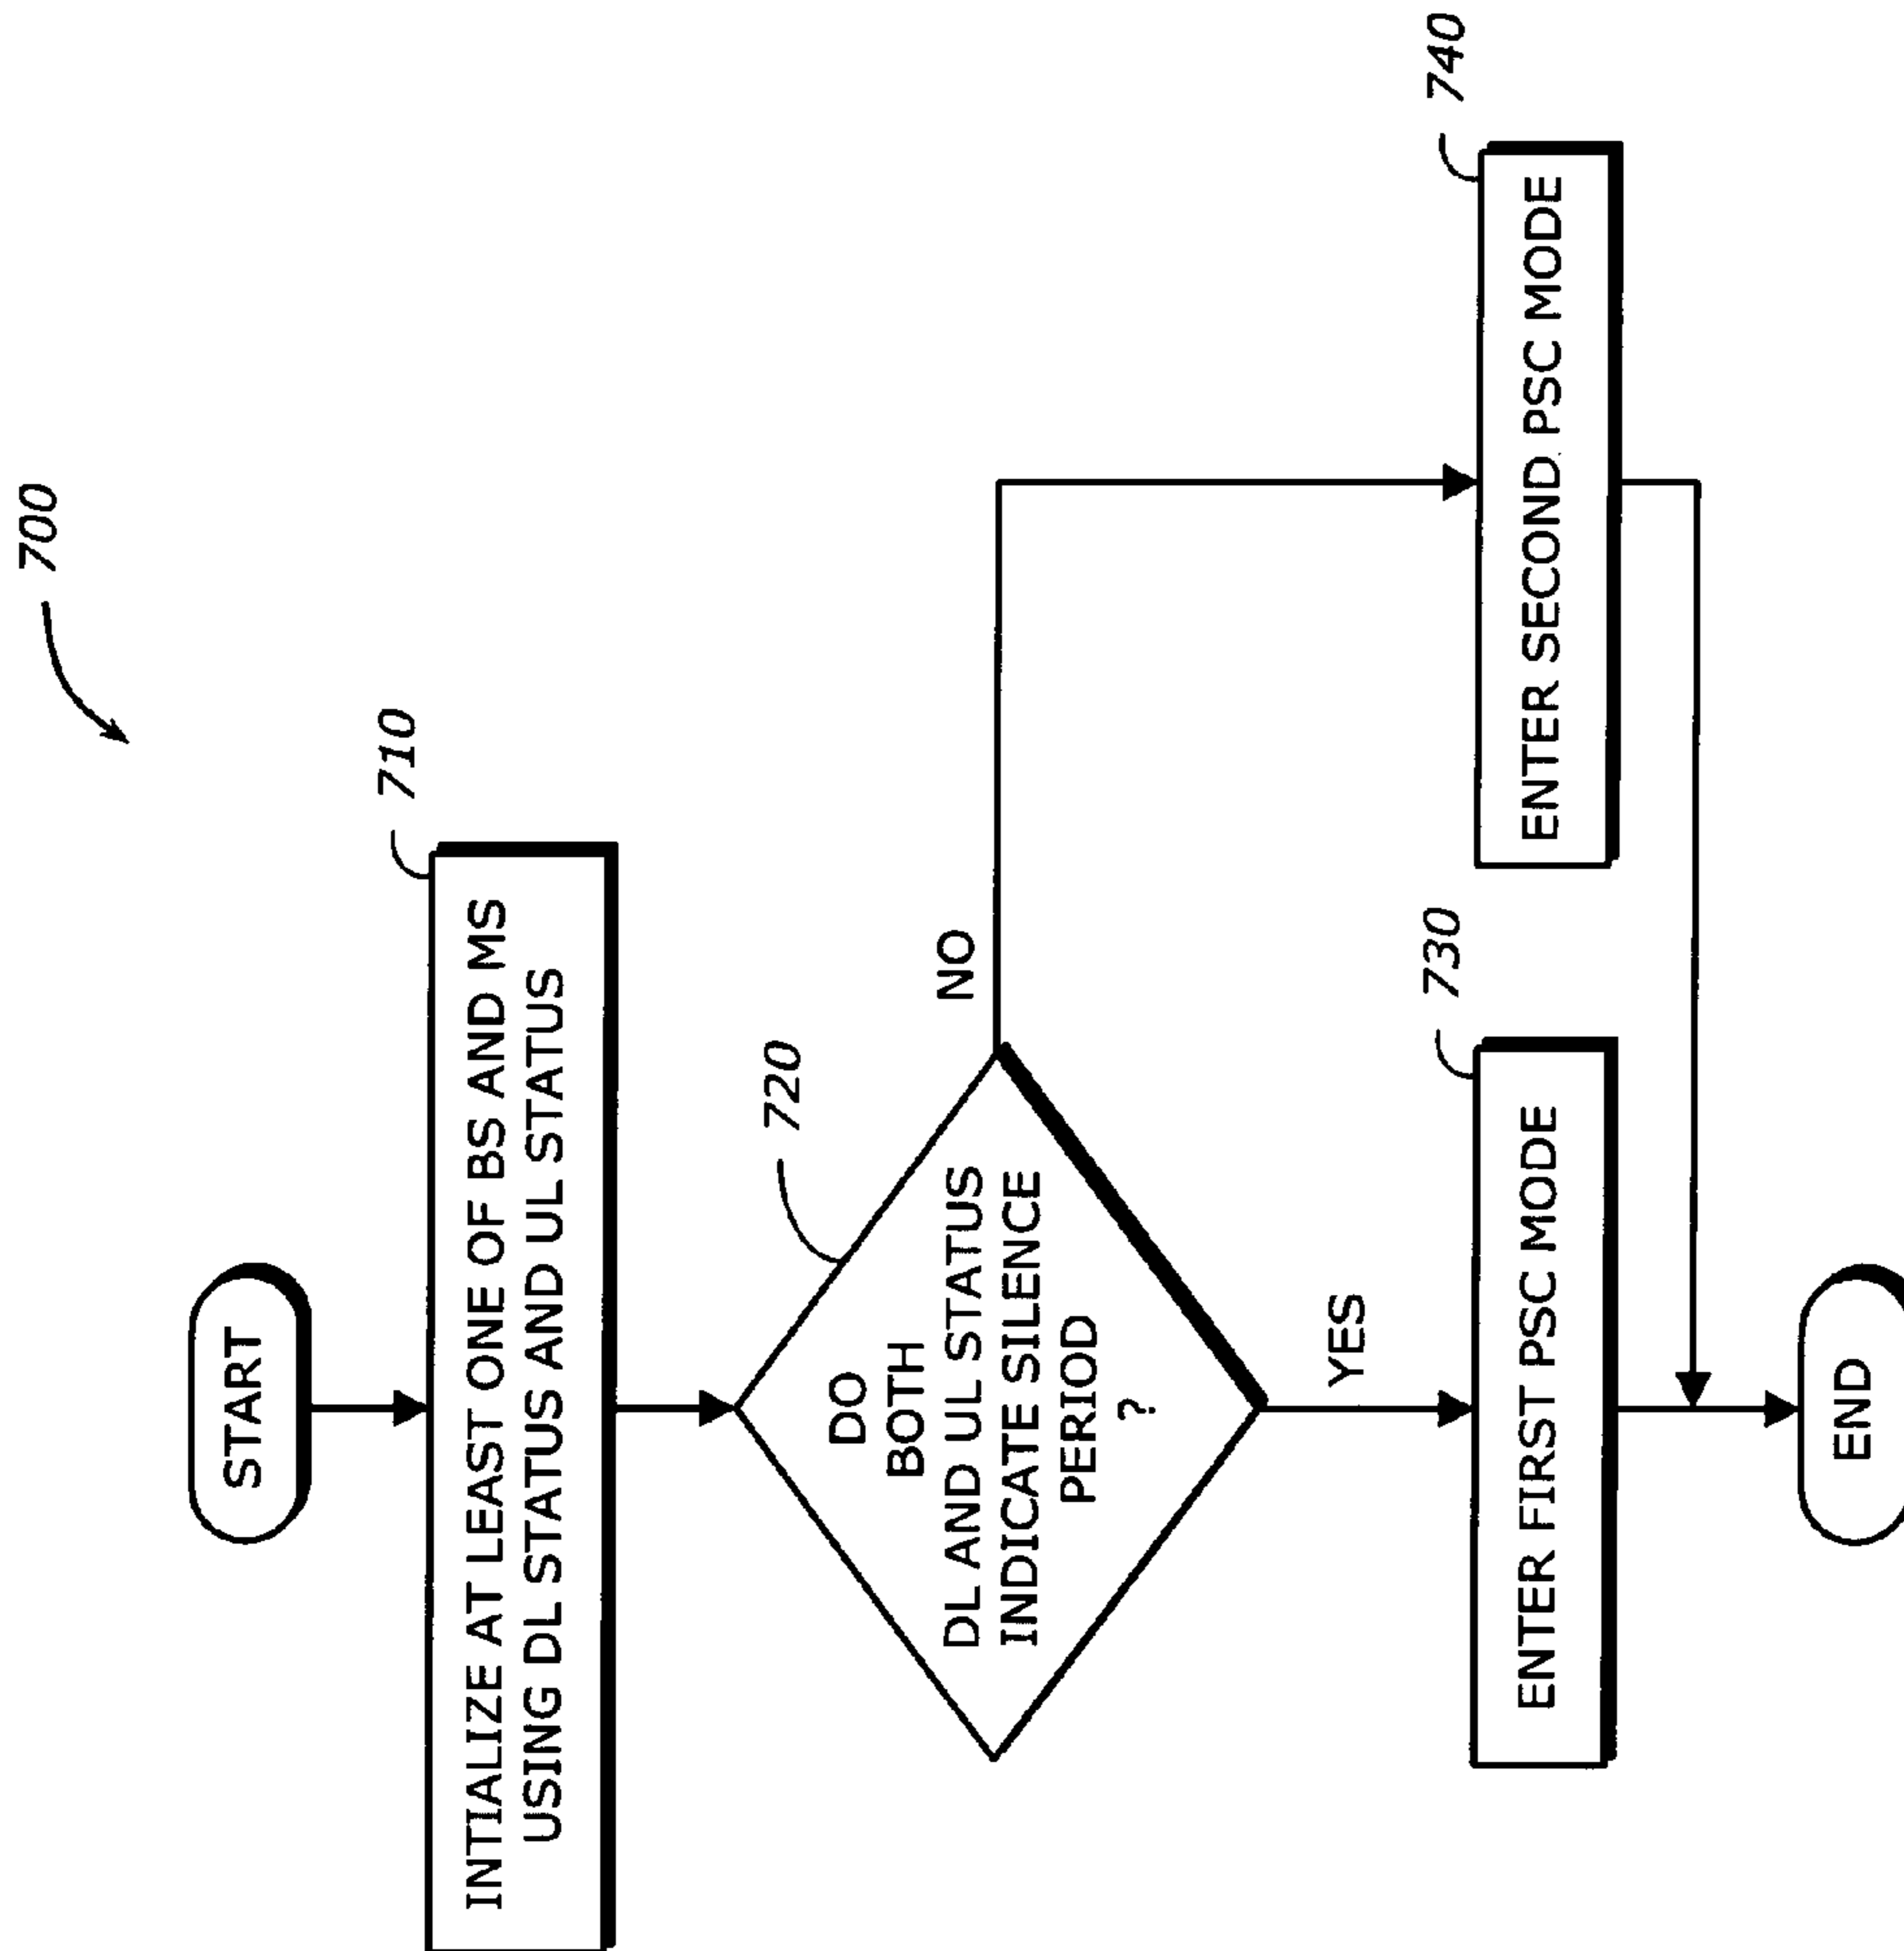 700
START
710
INTIALIZE AT LEAST ONE OF BS AND MS
USING DL STATUS AND UL STATUS
720
DO
BOTH
DL AND UL STATUS
INDICATE SILENCE
PERIOD
?
NO
YES
730
ENTER FIRST PSC MODE
740
ENTER SECOND PSC MODE
END